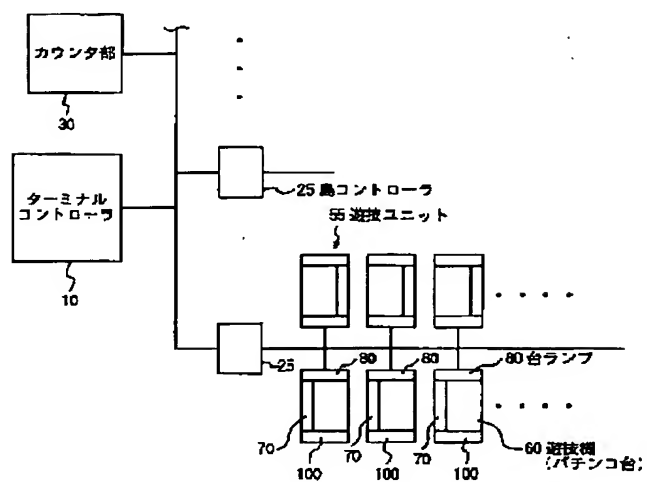 カウンタ部
30
ターミナル
コントローラ
10
25 島コントローラ
55 遊技ユニット
25
80
80
80 台ランプ
70
70
70
60 遊技機
(パチンコ台)
100
100
100